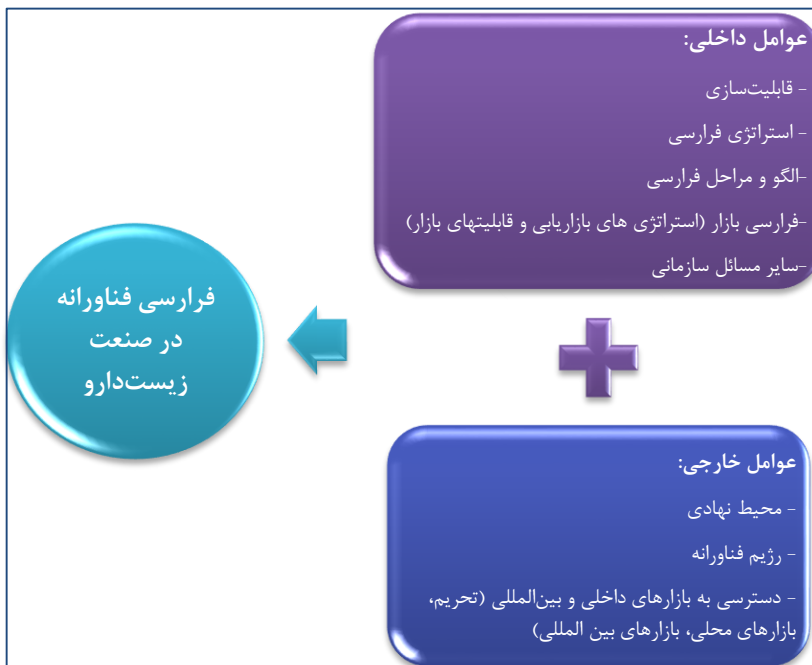 عوامل داخلی:
- قابلیت‌سازی
- استراتژی فرارسی
-الگو و مراحل فرارسی
-فرارسی بازار (استراتژی های بازاریابی و قابلیتهای بازار)
-سایر مسائل سازمانی
فرارسی فناورانه
در صنعت
زیست‌دارو
عوامل خارجی:
- محیط نهادی
- رژیم فناورانه
- دسترسی به بازارهای داخلی و بین‌المللی (تحریم،
بازارهای محلی، بازارهای بین المللی)